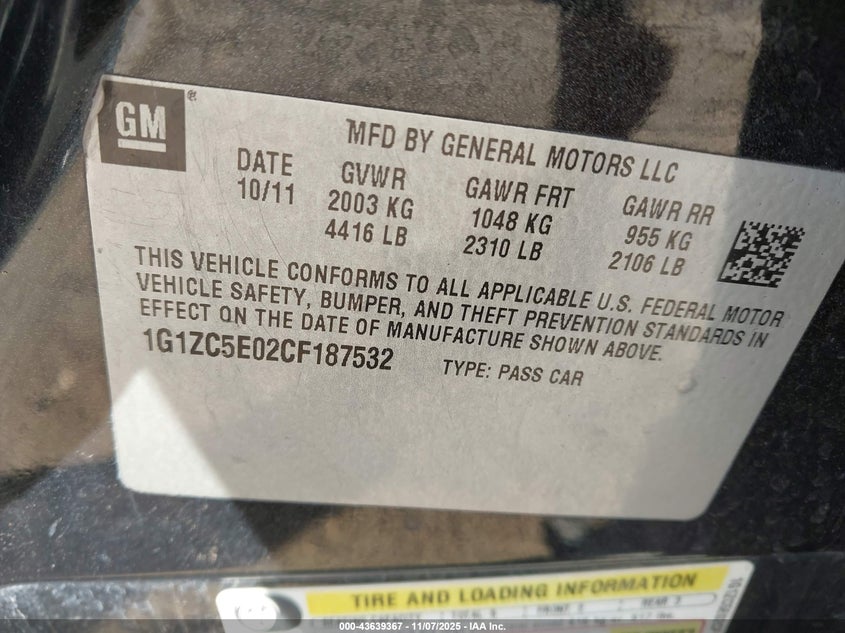 GM
MFD BY GENERAL MOTORS LLC
DATE GVWR GAWR FRT GAWR RR
10/11 2003 KG 1048 KG 955 KG
4416 LB 2310 LB 2106 LB
THIS VEHICLE CONFORMS TO ALL APPLICABLE U.S. FEDERAL MOTOR
VEHICLE SAFETY, BUMPER, AND THEFT PREVENTION STANDARDS IN
EFFECT ON THE DATE OF MANUFACTURE SHOWN ABOVE.
1G1ZC5E02CF187532 TYPE: PASS CAR
TIRE AND LOADING INFORMATION
000-43639367 - 11/07/2025 - IAA Inc.